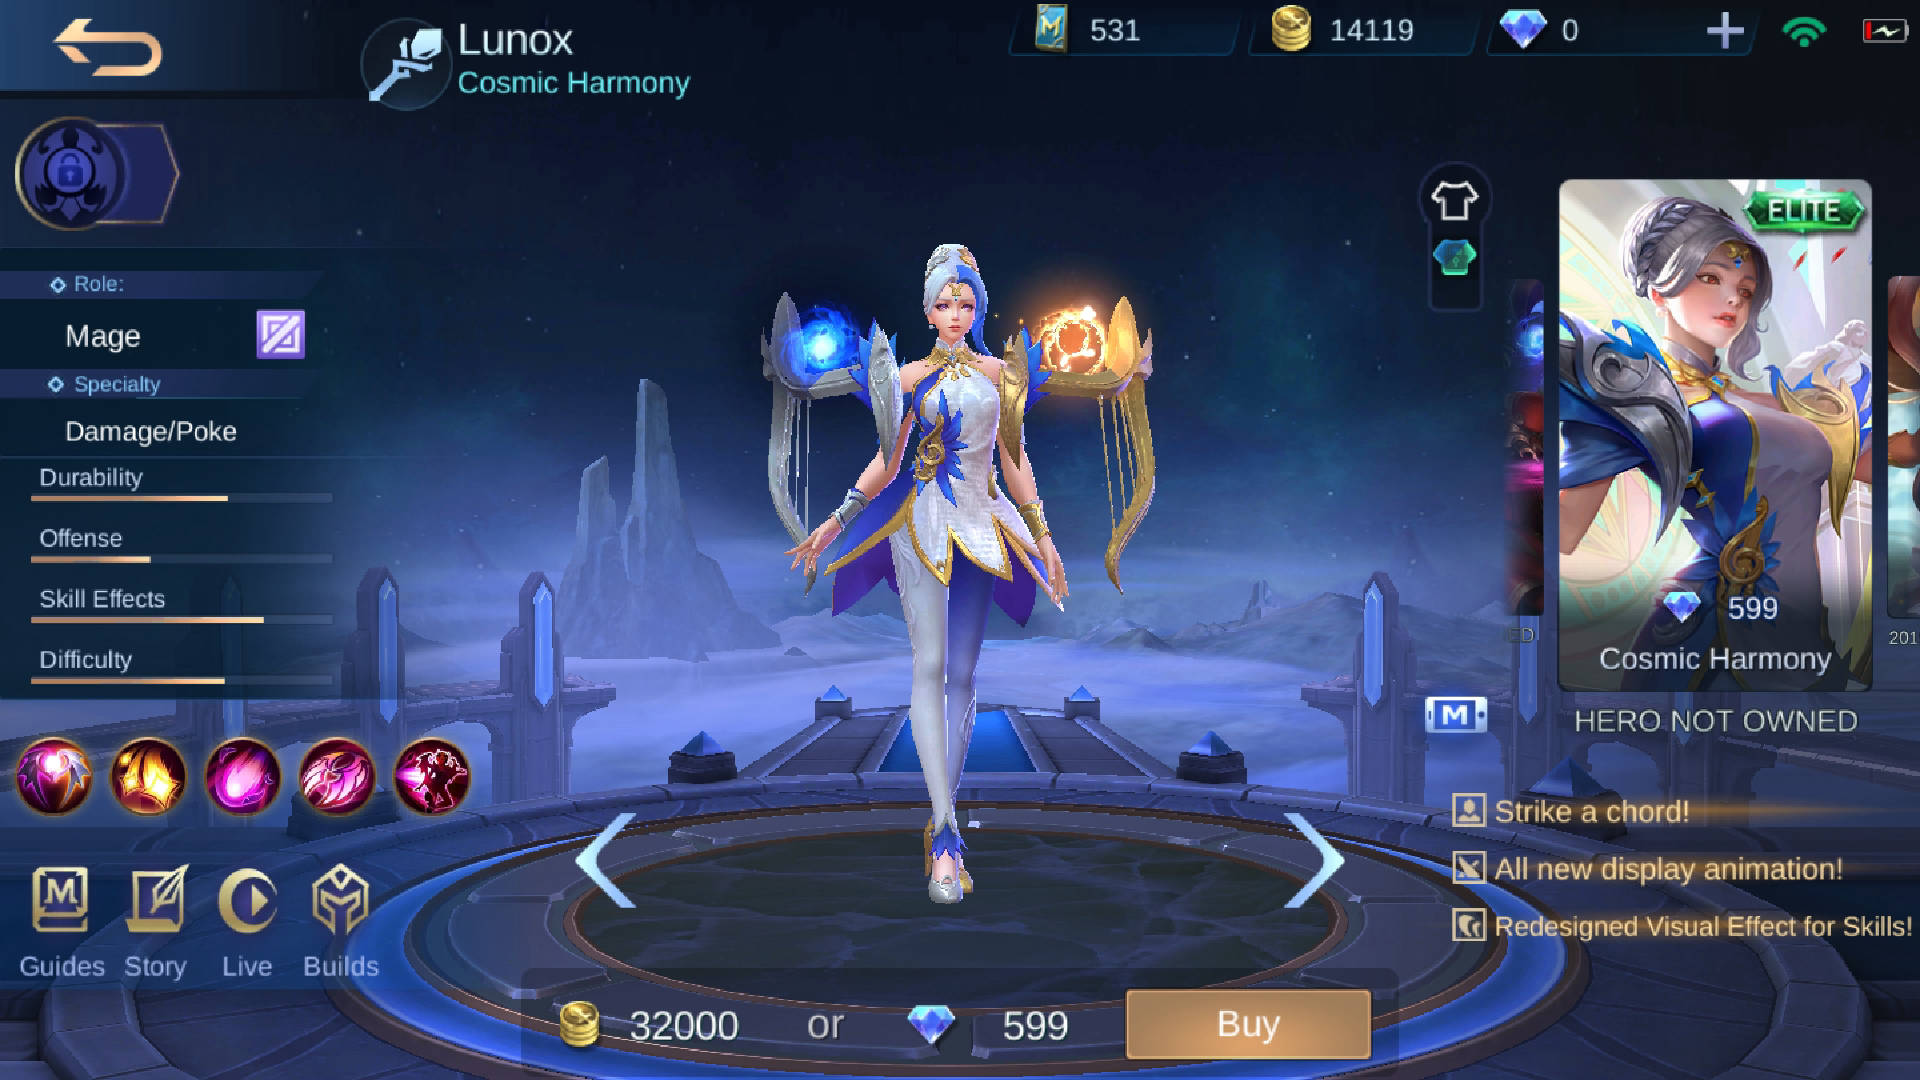 Lunox
Cosmic Harmony
531
14119
0
Role:
Mage
Specialty
Damage/Poke
Durability
Offense
Skill Effects
Difficulty
Guides
Story
Live
Builds
ELITE
599
Cosmic Harmony
ED
201
M
HERO NOT OWNED
Strike a chord!
All new display animation!
Redesigned Visual Effect for Skills!
32000 or 599
Buy